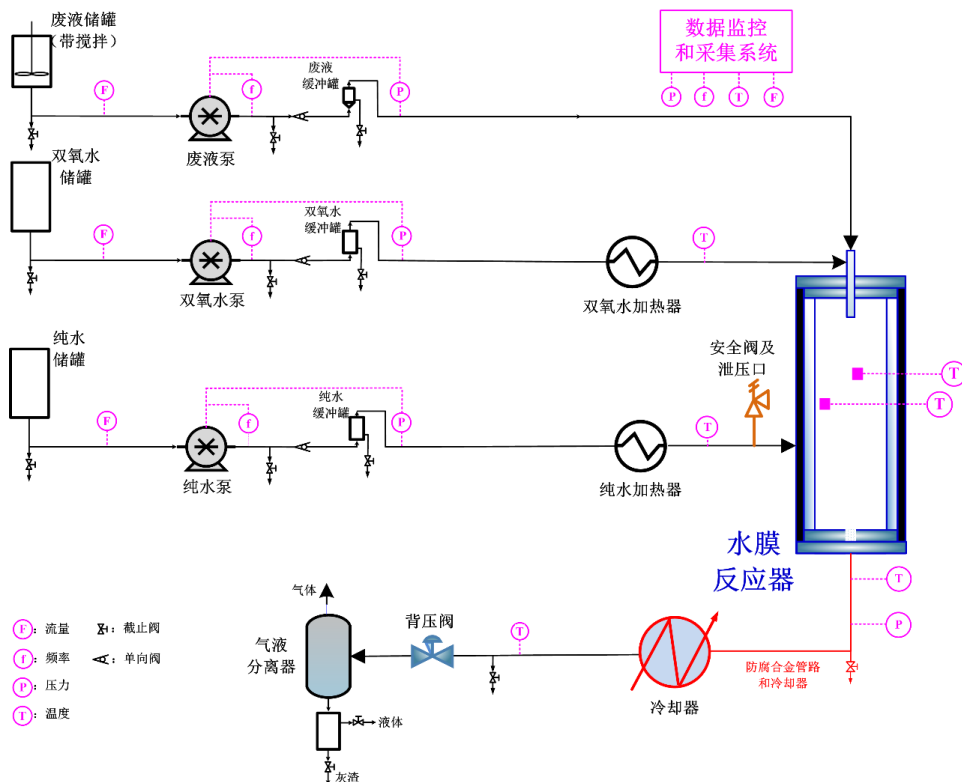 废液储罐
（带搅拌）
数据监控
和采集系统
P
f
T
F
F
f
废液
缓冲罐
P
废液泵
双氧水
储罐
F
f
双氧水
缓冲罐
P
T
双氧水泵
双氧水加热器
纯水
储罐
安全阀及
泄压口
T
T
F
f
纯水
缓冲罐
P
T
纯水泵
纯水加热器
水膜
反应器
T
P
气体
气液
分离器
背压阀
T
冷却器
防腐合金管路
和冷却器
液体
灰渣
F：流量
截止阀
f：频率
单向阀
P：压力
T：温度